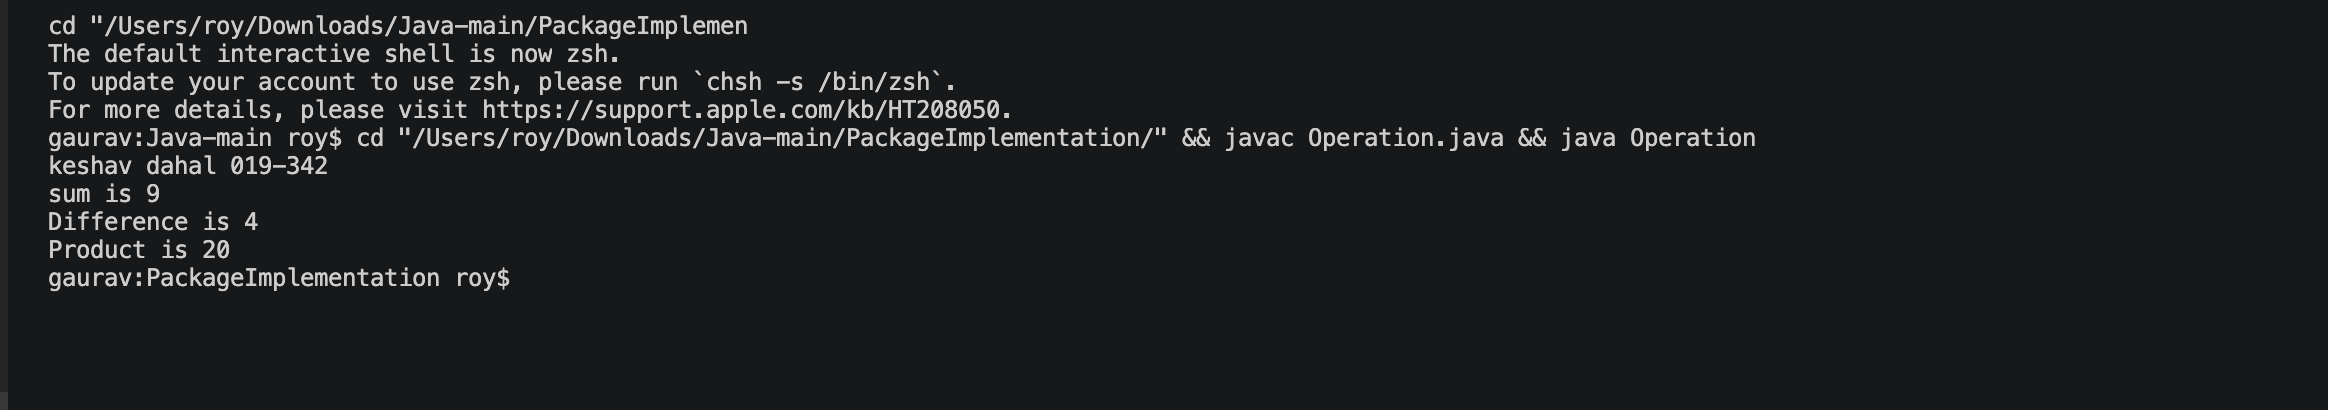 cd "/Users/roy/Downloads/Java-main/PackageImplemen
The default interactive shell is now zsh.
To update your account to use zsh, please run `chsh -s /bin/zsh`.
For more details, please visit https://support.apple.com/kb/HT208050.
gaurav:Java-main roy$ cd "/Users/roy/Downloads/Java-main/PackageImplementation/" && javac Operation.java && java Operation
keshav dahal 019-342
sum is 9
Difference is 4
Product is 20
gaurav:PackageImplementation roy$